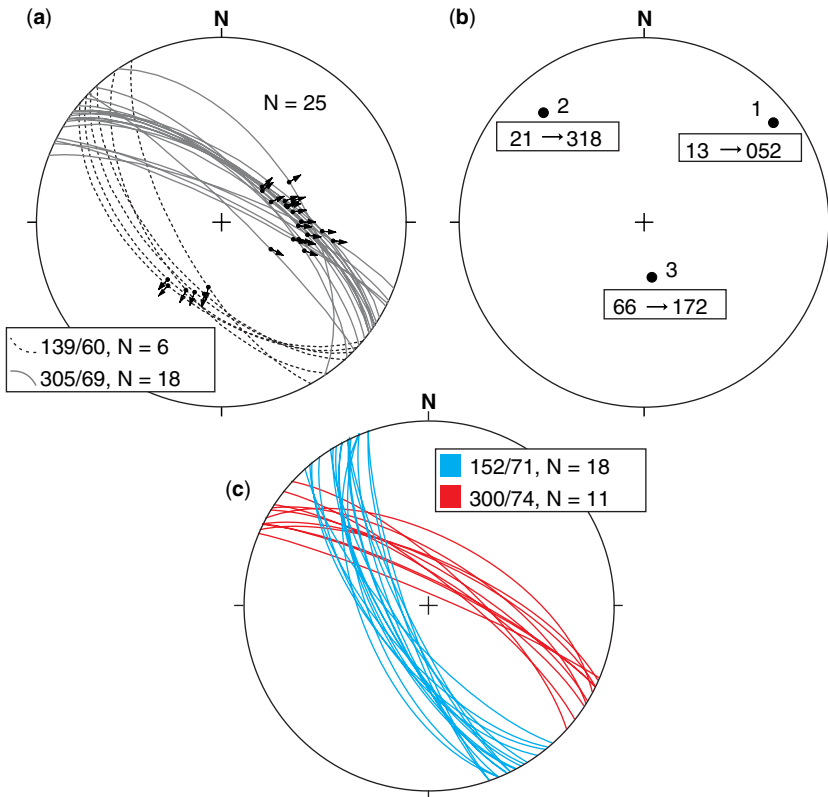 (a)
N
N = 25
139/60, N = 6
305/69, N = 18
(b)
N
2
21 → 318
1
13 → 052
3
66 → 172
(c)
N
152/71, N = 18
300/74, N = 11